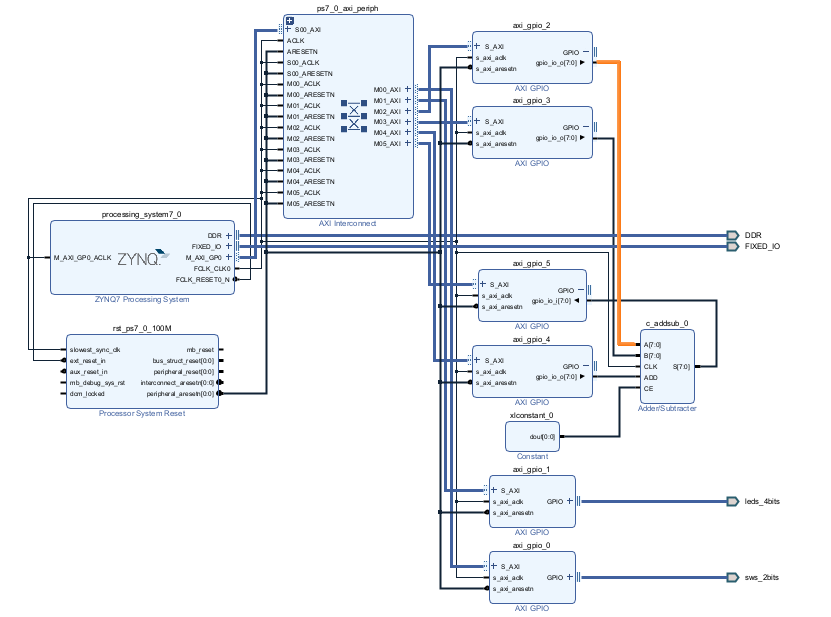 ps7_0_axi_periph
S00_AXI
ACLK
ARESETN
S00_ACLK
S00_ARESETN
M00_ACLK
M00_ARESETN
M01_ACLK
M01_ARESETN
M02_ACLK
M02_ARESETN
M03_ACLK
M03_ARESETN
M04_ACLK
M04_ARESETN
M05_ACLK
M05_ARESETN
M00_AXI
M01_AXI
M02_AXI
M03_AXI
M04_AXI
M05_AXI
AXI Interconnect
axi_gpio_2
S_AXI
s_axi_aclk
s_axi_aresetn
GPIO
gpio_io_o[7:0]
AXI GPIO
axi_gpio_3
S_AXI
s_axi_aclk
s_axi_aresetn
GPIO
gpio_io_o[7:0]
AXI GPIO
processing_system7_0
M_AXI_GP0_ACLK
ZYNQ
DDR
FIXED_IO
M_AXI_GP0
FCLK_CLK0
FCLK_RESET0_N
ZYNQ7 Processing System
DDR
FIXED_IO
axi_gpio_5
S_AXI
s_axi_aclk
s_axi_aresetn
GPIO
gpio_io_i[7:0]
AXI GPIO
rst_ps7_0_100M
slowest_sync_clk
ext_reset_in
aux_reset_in
mb_debug_sys_rst
dcm_locked
mb_reset
bus_struct_reset[0:0]
peripheral_reset[0:0]
interconnect_aresetn[0:0]
peripheral_aresetn[0:0]
Processor System Reset
axi_gpio_4
S_AXI
s_axi_aclk
s_axi_aresetn
GPIO
gpio_io_o[7:0]
AXI GPIO
c_addsub_0
A[7:0]
B[7:0]
CLK
ADD
CE
S[7:0]
Adder/Subtracter
xlconstant_0
dout[0:0]
Constant
axi_gpio_1
S_AXI
s_axi_aclk
s_axi_aresetn
GPIO
AXI GPIO
leds_4bits
axi_gpio_0
S_AXI
s_axi_aclk
s_axi_aresetn
GPIO
AXI GPIO
sws_2bits